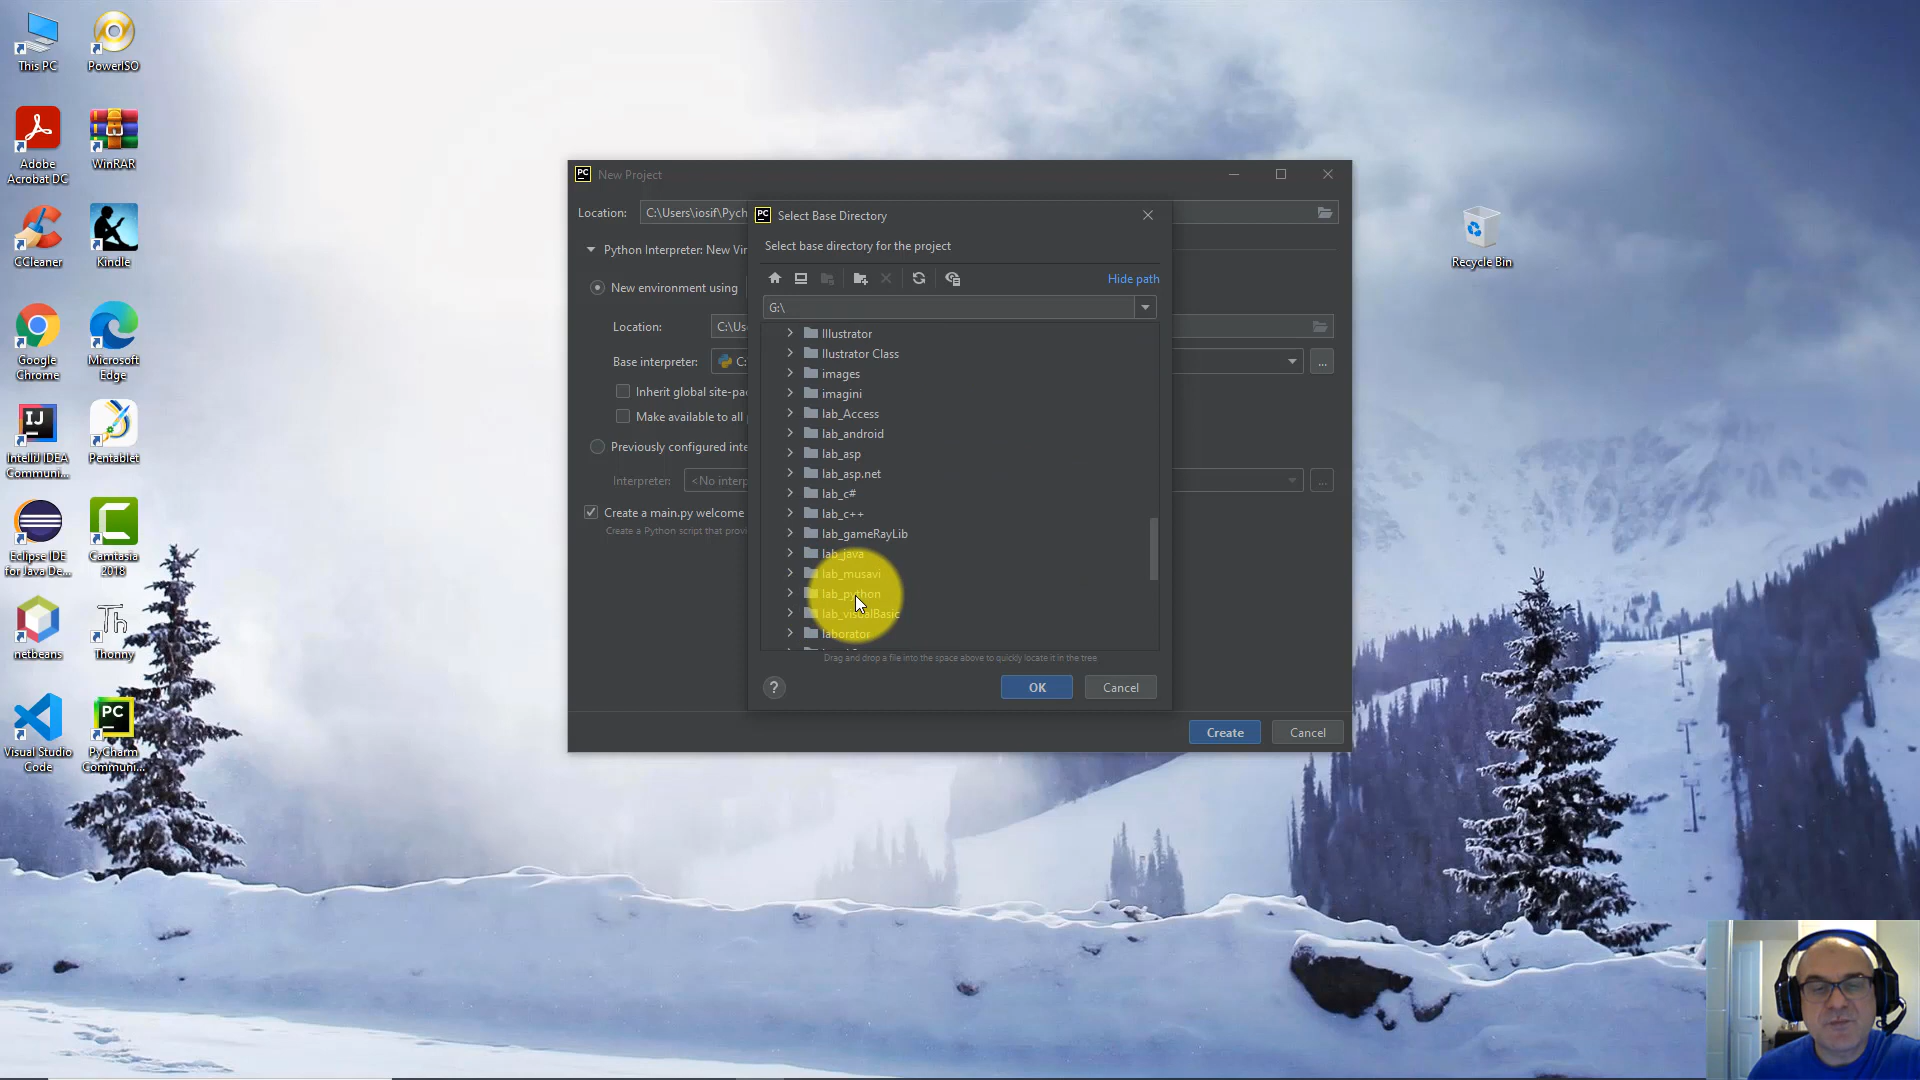 This PC
PowerISO
Adobe
Acrobat DC
WinRAR
CCleaner
Kindle
Google
Chrome
Microsoft
Edge
IntelliJ IDEA
Communi...
Pentablet
Eclipse IDE
for Java De...
Camtasia
2018
netbeans
Thonny
Visual Studio
Code
PyCharm
Communi...
Recycle Bin
New Project
Location: C:\Users\iosif\Pych
Python Interpreter: New Vir
New environment using
Location: C:\Us
Base interpreter: C:
...
Inherit global site-pac
Make available to all
Previously configured inte
Interpreter: <No interp
...
Create a main.py welcome
Create a Python script that provi
Create
Cancel
Select Base Directory
Select base directory for the project
Hide path
G:\
Illustrator
Ilustrator Class
images
imagini
lab_Access
lab_android
lab_asp
lab_asp.net
lab_c#
lab_c++
lab_gameRayLib
lab_java
lab_musavi
lab_python
lab_visualBasic
laborator
Drag and drop a file into the space above to quickly locate it in the tree.
?
OK
Cancel